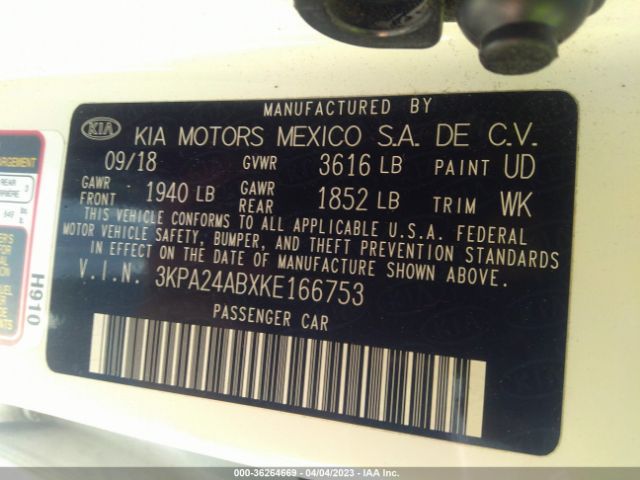 MANUFACTURED BY
KIA KIA MOTORS MEXICO S.A. DE C.V.
09/18 GVWR 3616 LB PAINT UD
GAWR FRONT 1940 LB GAWR REAR 1852 LB TRIM WK
THIS VEHICLE CONFORMS TO ALL APPLICABLE U.S.A. FEDERAL
MOTOR VEHICLE SAFETY, BUMPER, AND THEFT PREVENTION STANDARDS
IN EFFECT ON THE DATE OF MANUFACTURE SHOWN ABOVE.
V.I.N. 3KPA24ABXKE166753
PASSENGER CAR
H910
REAR
000-36264669 - 04/04/2023 - IAA Inc.